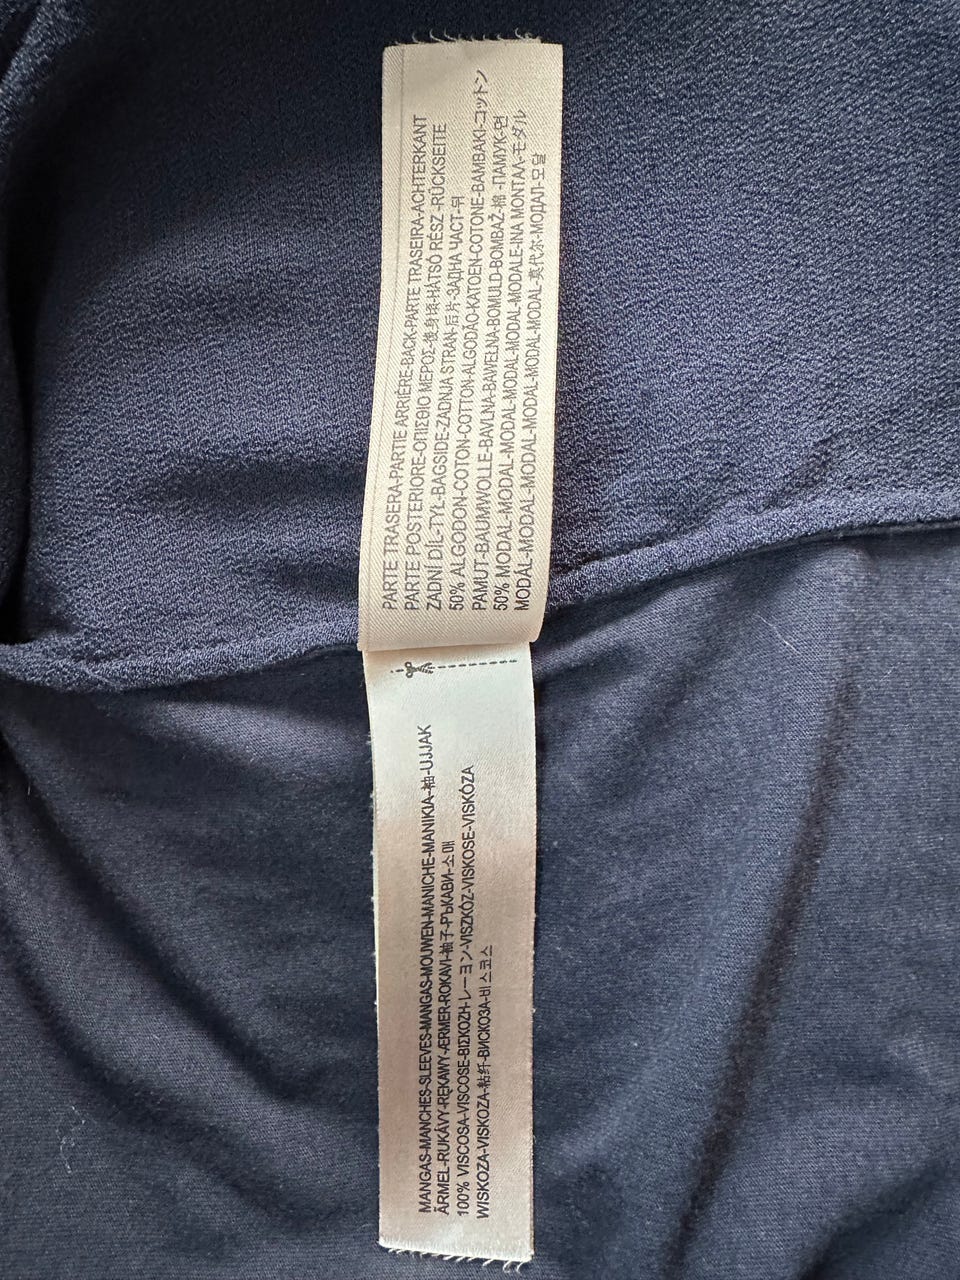 PARTE TRASERA-PARTIE ARRIÈRE-BACK-PARTE TRASEIRA-ACHTERKANT
PARTE POSTERIORE-ΟΠΙΣΘΙΟ ΜΕΡΟΣ-後身頃-HÁTSÓ RÉSZ -RÜCKSEITE
ZADNÍ DÍL-TYŁ-BAGSIDE-ZADNJA STRAN-后片-ЗАДНА ЧАСТ-뒤
50% ALGODON-COTON-COTTON-ALGODÃO-KATOEN-COTONE-BAMBAKI-コットン
PAMUT-BAUMWOLLE-BAVLNA-BAWEŁNA-BOMULD-BOMBAŽ-棉 -ПАМУК-면
50% MODAL-MODAL-MODAL-MODAL-MODAL-MODALE-INA MONTAΛ-モダル
MODÁL-MODAL-MODAL-MODAL-MODAL-MODAL-莫代尔-МОДАЛ-모달
MANGAS-MANCHES-SLEEVES-MANGAS-MOUWEN-MANICHE-MANIKIA-袖-UJJAK
ÄRMEL-RUKÁVY-RĘKAWY-ÆRMER-ROKAVI-袖子-РЪКАВИ-소매
100% VISCOSA-VISCOSE-ΒΙΣΚΟΖΗ-レーヨン-VISZKÓZ-VISKOSE-VISKÓZA
WISKOZA-VISKOZA-粘纤-ВИСКОЗА-비스코스